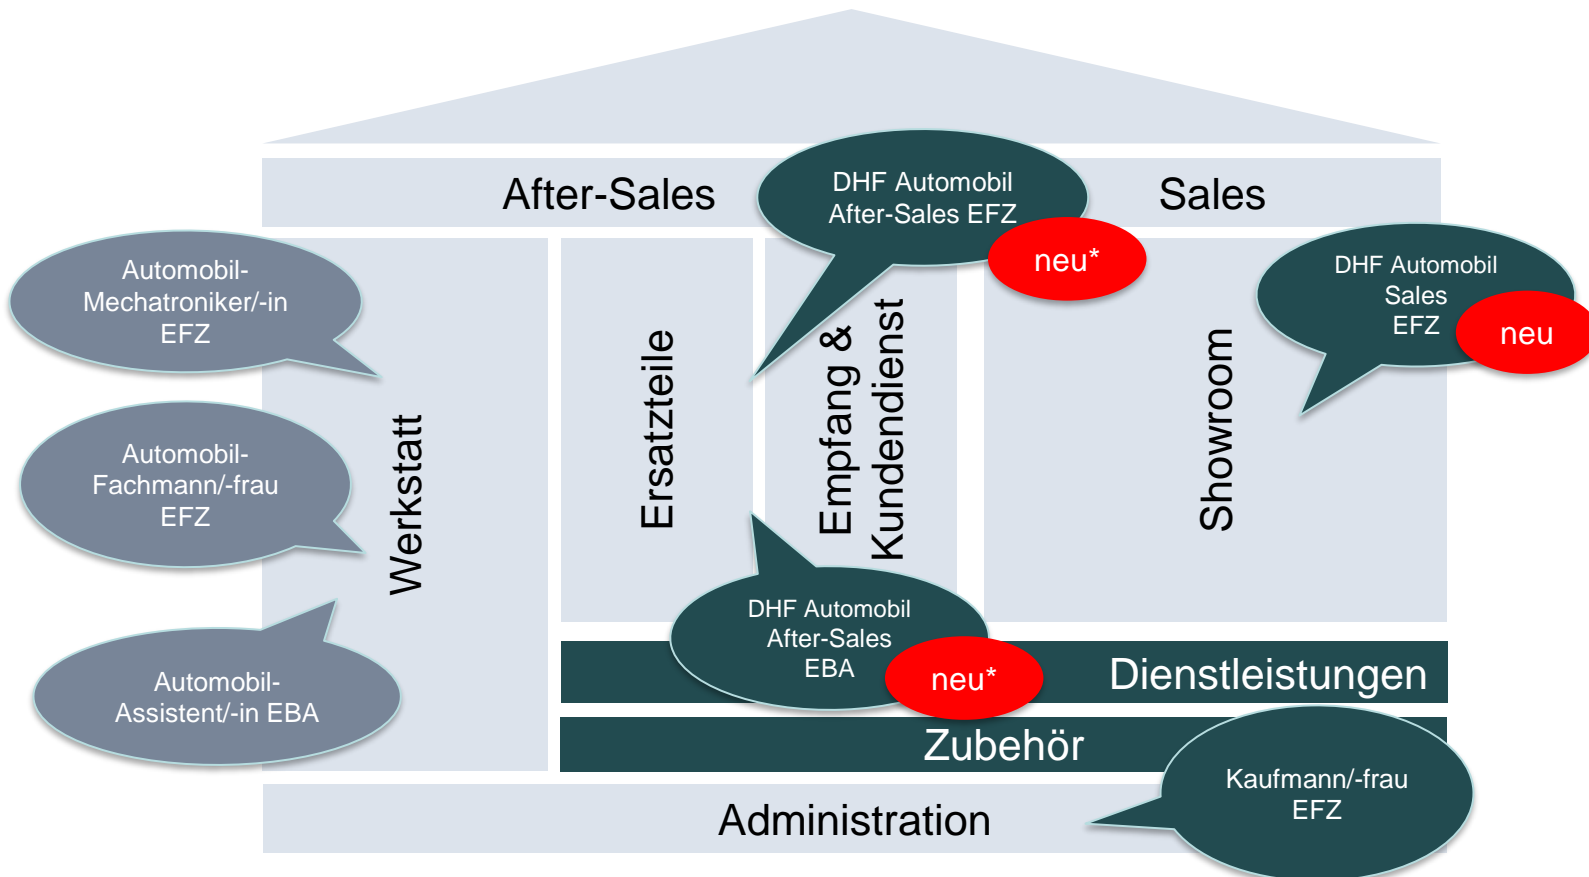 After-Sales
DHF Automobil
After-Sales EFZ
neu*
Sales
Automobil-
Mechatroniker/-in
EFZ
DHF Automobil
Sales
EFZ
neu
Automobil-
Fachmann/-frau
EFZ
Automobil-
Assistent/-in EBA
Werkstatt
Ersatzteile
Empfang &
Kundendienst
Showroom
DHF Automobil
After-Sales
EBA
neu*
Dienstleistungen
Zubehör
Kaufmann/-frau
EFZ
Administration